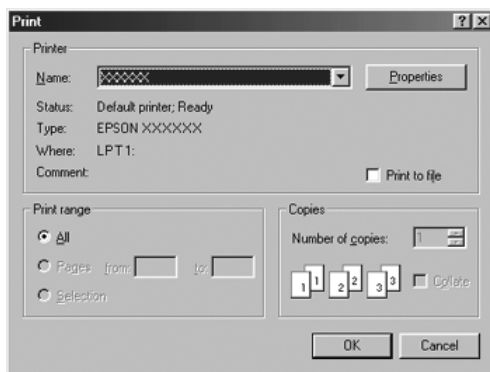 Print
Printer
Name: XXXXXX Properties
Status: Default printer; Ready
Type: EPSON XXXXXX
Where: LPT1:
Comment: Print to file
Print range
All
Pages from: to:
Selection
Copies
Number of copies: 1
1 1 2 2 3 3 Collate
OK Cancel